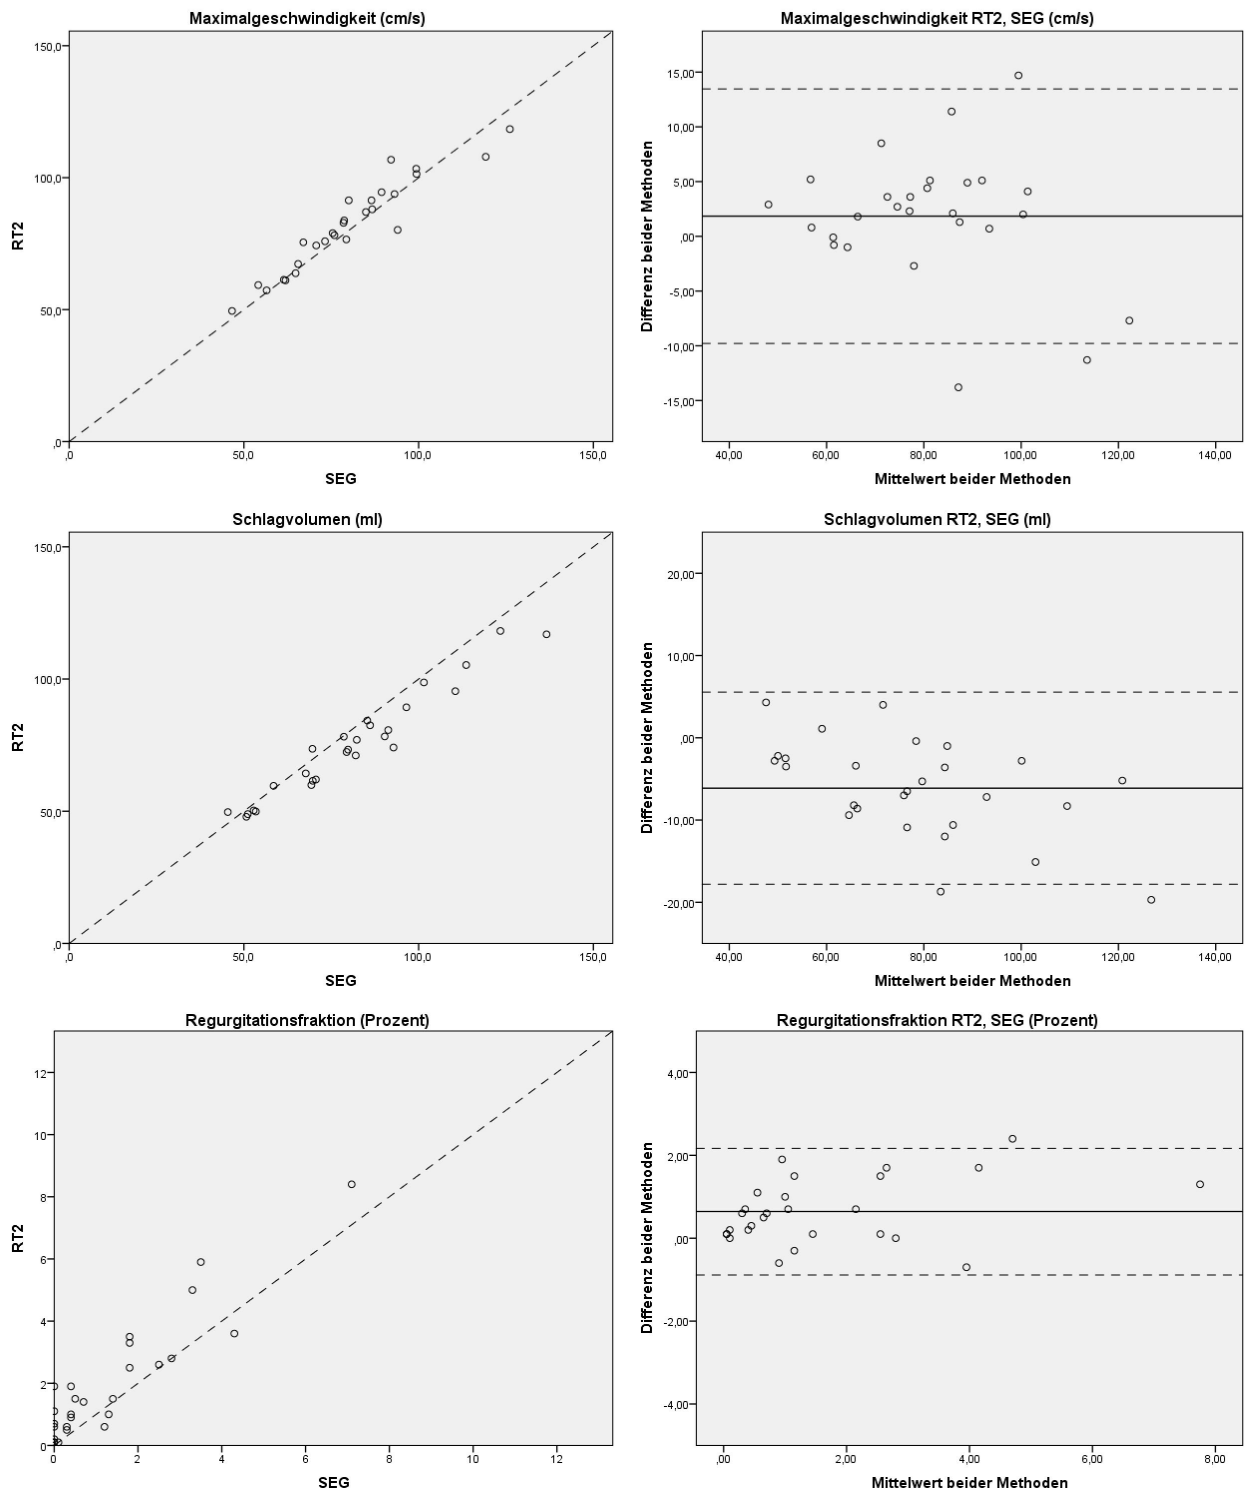 Maximalgeschwindigkeit (cm/s)
150,0
100,0
50,0
,0
RT2
,0 50,0 100,0 150,0
SEG
Maximalgeschwindigkeit RT2, SEG (cm/s)
15,00
10,00
5,00
,00
-5,00
-10,00
-15,00
Differenz beider Methoden
40,00 60,00 80,00 100,00 120,00 140,00
Mittelwert beider Methoden
Schlagvolumen (ml)
150,0
100,0
50,0
,0
RT2
,0 50,0 100,0 150,0
SEG
Schlagvolumen RT2, SEG (ml)
20,00
10,00
,00
-10,00
-20,00
Differenz beider Methoden
40,00 60,00 80,00 100,00 120,00 140,00
Mittelwert beider Methoden
Regurgitationsfraktion (Prozent)
12
10
8
6
4
2
0
RT2
0 2 4 6 8 10 12
SEG
Regurgitationsfraktion RT2, SEG (Prozent)
4,00
2,00
,00
-2,00
-4,00
Differenz beider Methoden
,00 2,00 4,00 6,00 8,00
Mittelwert beider Methoden